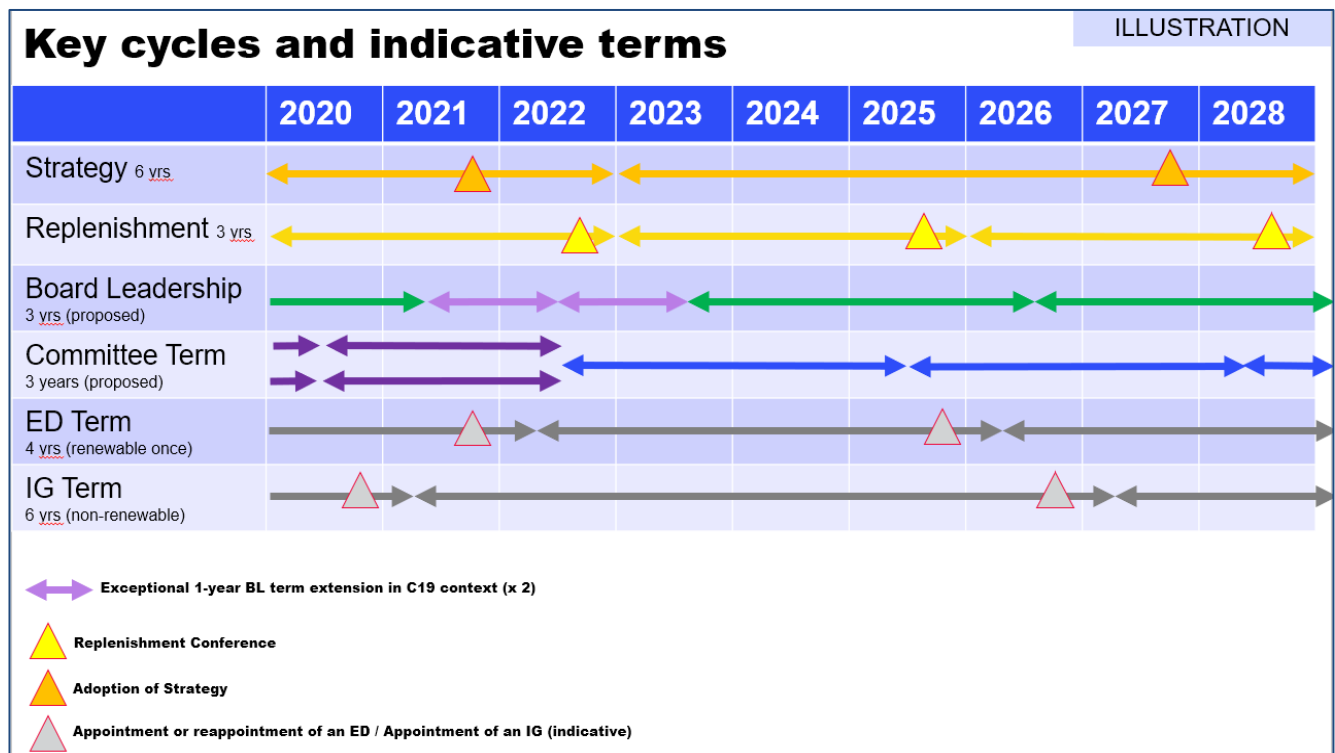 Key cycles and indicative terms
ILLUSTRATION
2020 2021 2022 2023 2024 2025 2026 2027 2028
Strategy 6 yrs
Replenishment 3 yrs
Board Leadership
3 yrs (proposed)
Committee Term
3 years (proposed)
ED Term
4 yrs (renewable once)
IG Term
6 yrs (non-renewable)
Exceptional 1-year BL term extension in C19 context (x 2)
Replenishment Conference
Adoption of Strategy
Appointment or reappointment of an ED / Appointment of an IG (indicative)